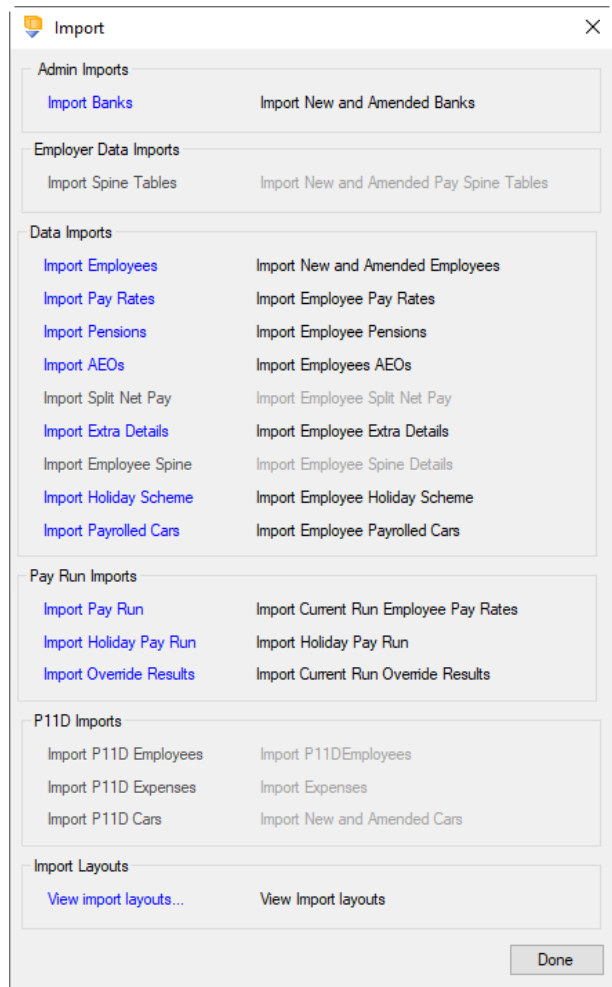 Import
Admin Imports
Import Banks Import New and Amended Banks
Employer Data Imports
Import Spine Tables Import New and Amended Pay Spine Tables
Data Imports
Import Employees Import New and Amended Employees
Import Pay Rates Import Employee Pay Rates
Import Pensions Import Employee Pensions
Import AEOs Import Employees AEOs
Import Split Net Pay Import Employee Split Net Pay
Import Extra Details Import Employee Extra Details
Import Employee Spine Import Employee Spine Details
Import Holiday Scheme Import Employee Holiday Scheme
Import Payrolled Cars Import Employee Payrolled Cars
Pay Run Imports
Import Pay Run Import Current Run Employee Pay Rates
Import Holiday Pay Run Import Holiday Pay Run
Import Override Results Import Current Run Override Results
P11D Imports
Import P11D Employees Import P11DEmployees
Import P11D Expenses Import Expenses
Import P11D Cars Import New and Amended Cars
Import Layouts
View import layouts... View Import layouts
Done